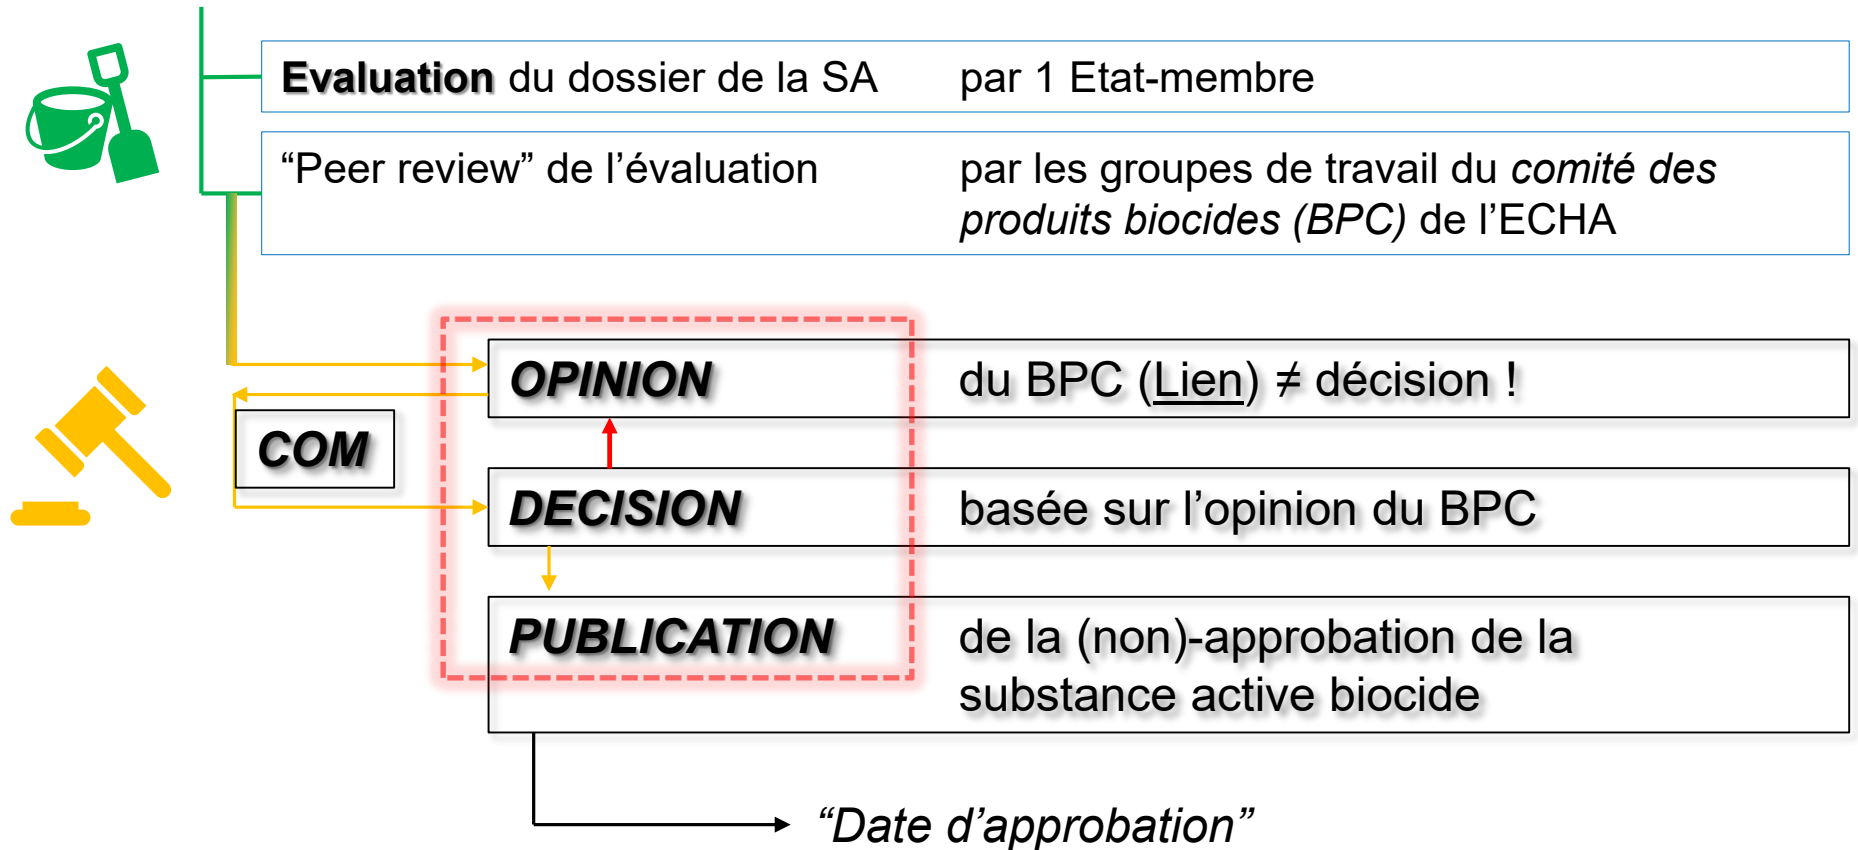 Evaluation du dossier de la SA par 1 Etat-membre
“Peer review” de l’évaluation par les groupes de travail du comité des
produits biocides (BPC) de l’ECHA
OPINION du BPC (Lien) ≠ décision !
COM
DECISION basée sur l’opinion du BPC
PUBLICATION de la (non)-approbation de la
substance active biocide
“Date d’approbation”